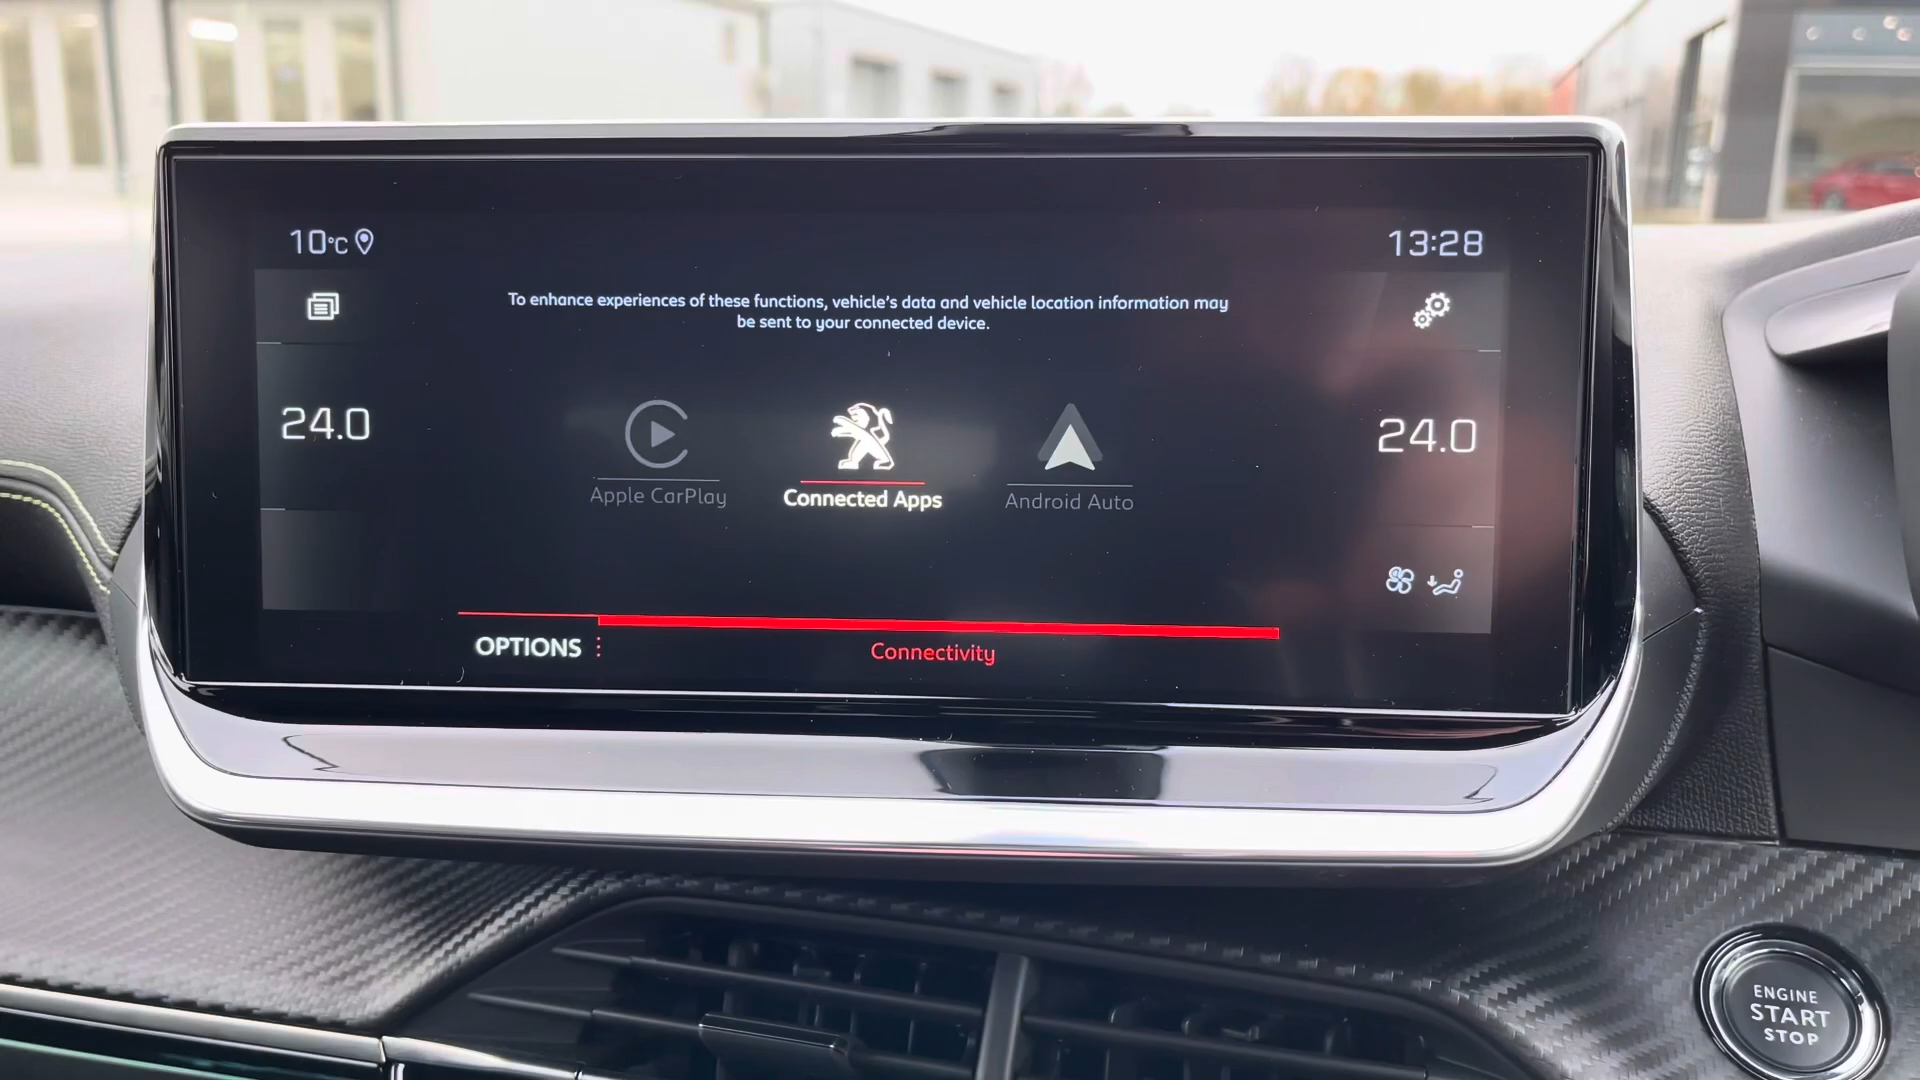 10°C
13:28
To enhance experiences of these functions, vehicle's data and vehicle location information may
be sent to your connected device.
24.0
24.0
Apple CarPlay
Connected Apps
Android Auto
OPTIONS
Connectivity
ENGINE
START
STOP